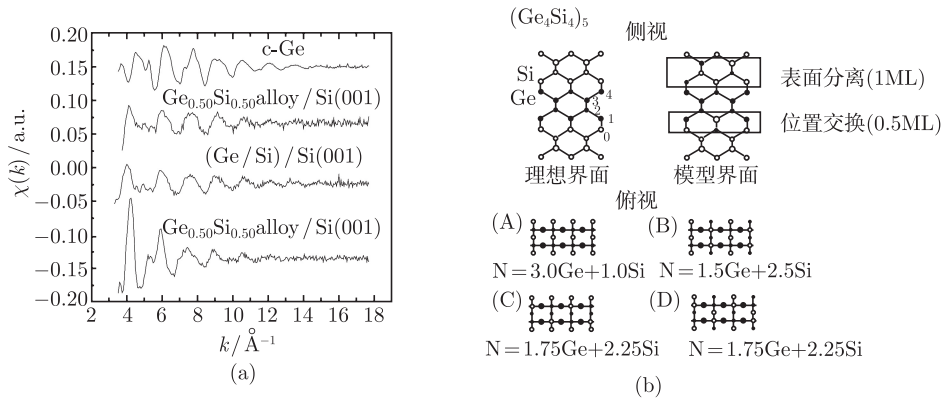 0.20
0.15
0.10
0.05
0.00
−0.05
−0.10
−0.15
−0.20
χ(k) / a.u.
c-Ge
Ge₀.₅₀Si₀.₅₀alloy / Si(001)
(Ge / Si) / Si(001)
Ge₀.₅₀Si₀.₅₀alloy / Si(001)
2 4 6 8 10 12 14 16 18
k / Å⁻¹
(a)
(Ge₄Si₄)₅
侧视
Si
Ge
4
3
2
1
0
表面分离(1ML)
位置交换(0.5ML)
理想界面 模型界面
俯视
(A) (B)
N=3.0Ge+1.0Si N=1.5Ge+2.5Si
(C) (D)
N=1.75Ge+2.25Si N=1.75Ge+2.25Si
(b)